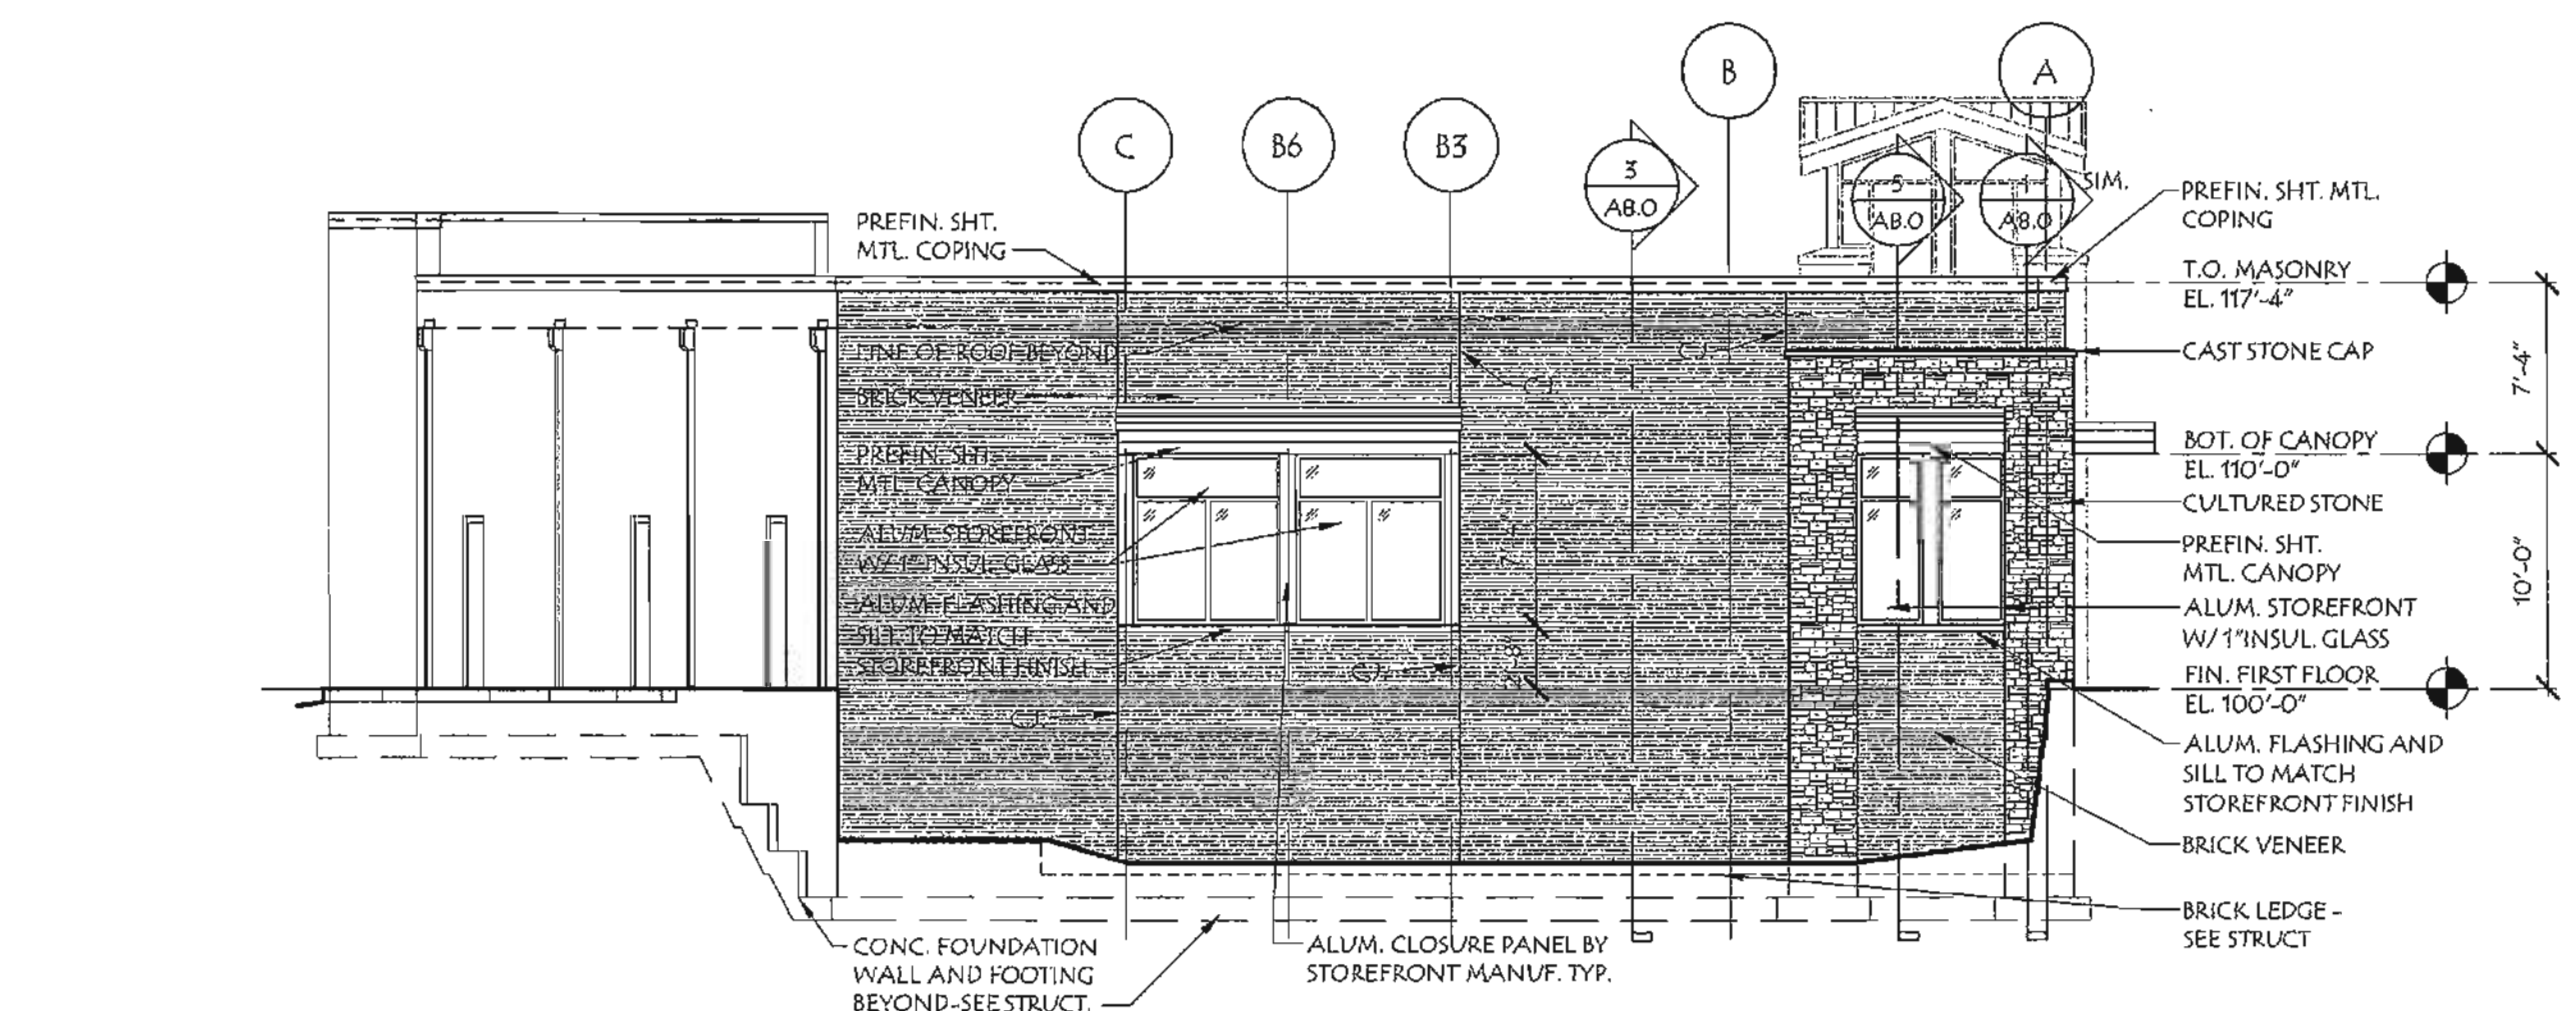 B
A
C
B6
B3
3
A8.0
5
A8.0
1
A8.0
SIM.
PREFIN. SHT.
MTL. COPING
LINE OF ROOF BEYOND
BRICK VENEER
PREFIN. SHT.
MTL. CANOPY
ALUM. STOREFRONT
W/ 1" INSUL. GLASS
ALUM. FLASHING AND
SILL TO MATCH
STOREFRONT FINISH
C.J.
C.J.
C.J.
C.J.
2'-8"
CONC. FOUNDATION
WALL AND FOOTING
BEYOND-SEE STRUCT.
ALUM. CLOSURE PANEL BY
STOREFRONT MANUF. TYP.
PREFIN. SHT. MTL.
COPING
T.O. MASONRY
EL. 117'-4"
CAST STONE CAP
BOT. OF CANOPY
EL. 110'-0"
CULTURED STONE
PREFIN. SHT.
MTL. CANOPY
ALUM. STOREFRONT
W/ 1" INSUL. GLASS
FIN. FIRST FLOOR
EL. 100'-0"
ALUM. FLASHING AND
SILL TO MATCH
STOREFRONT FINISH
BRICK VENEER
BRICK LEDGE -
SEE STRUCT
7'-4"
10'-0"